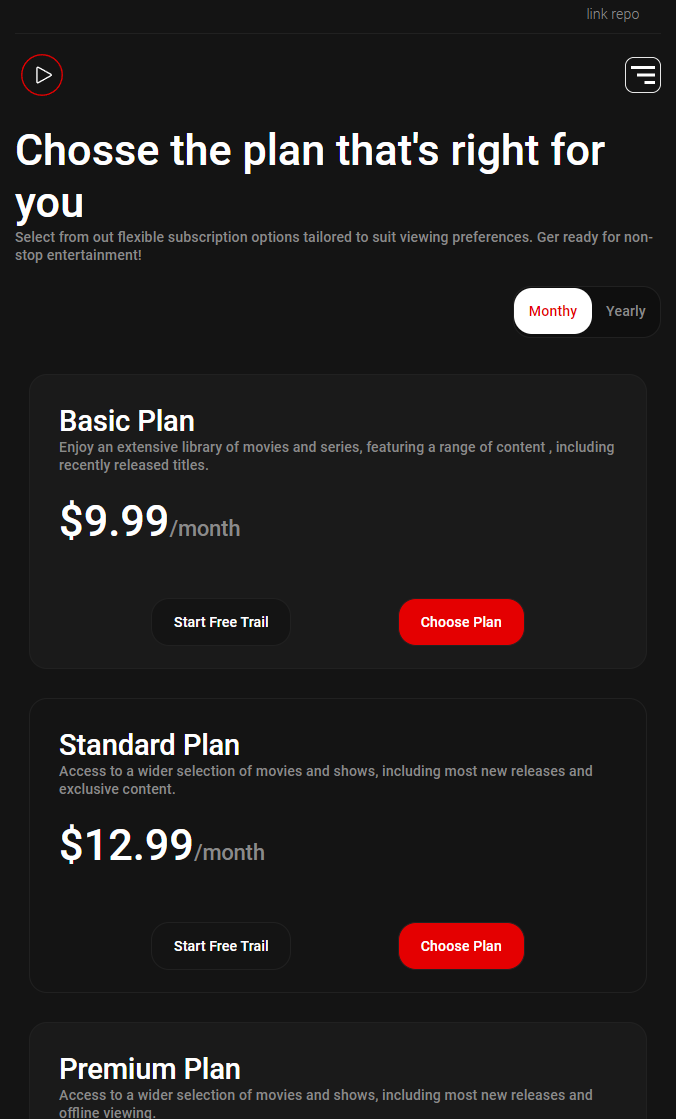 link repo
Chosse the plan that's right for
you
Select from out flexible subscription options tailored to suit viewing preferences. Ger ready for non-
stop entertainment!
Monthy
Yearly
Basic Plan
Enjoy an extensive library of movies and series, featuring a range of content , including
recently released titles.
$9.99/month
Start Free Trail
Choose Plan
Standard Plan
Access to a wider selection of movies and shows, including most new releases and
exclusive content.
$12.99/month
Start Free Trail
Choose Plan
Premium Plan
Access to a wider selection of movies and shows, including most new releases and
offline viewing.